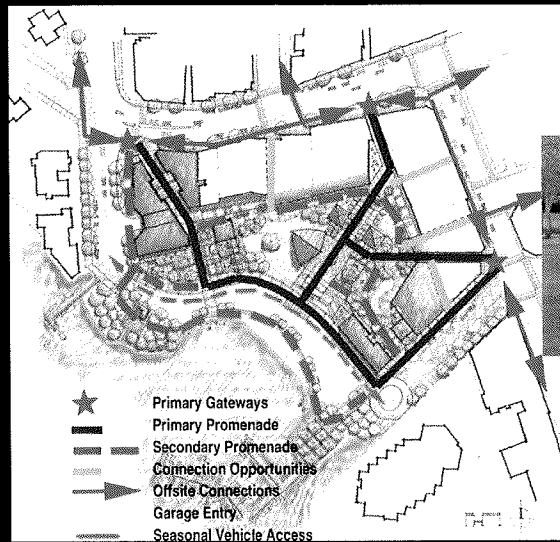 Primary Gateways
Primary Promenade
Secondary Promenade
Connection Opportunities
Offsite Connections
Garage Entry
Seasonal Vehicle Access